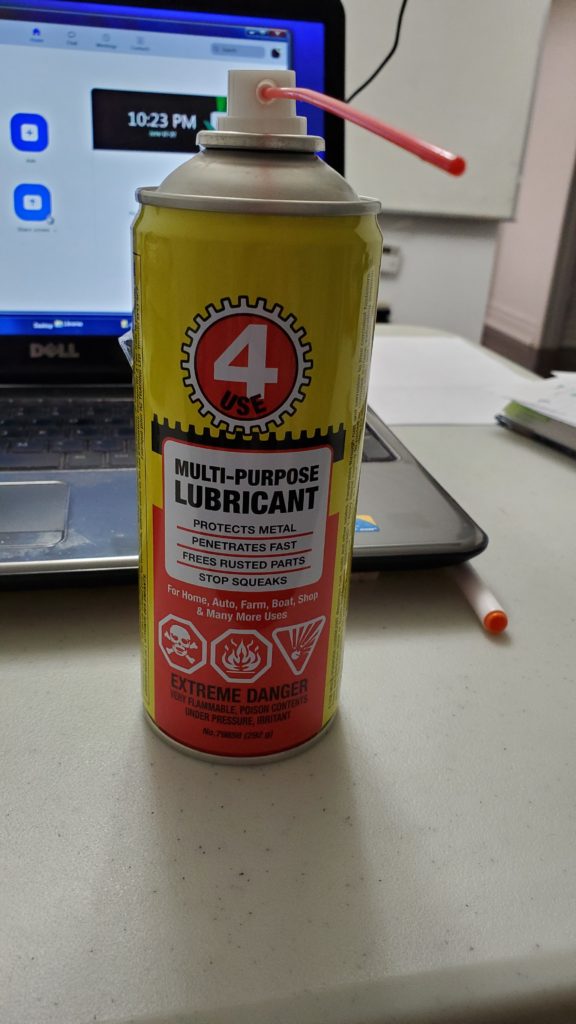 10:23 PM
DELL
4
USE
MULTI-PURPOSE
LUBRICANT
PROTECTS METAL
PENETRATES FAST
FREES RUSTED PARTS
STOP SQUEAKS
For Home, Auto, Farm, Boat, Shop
& Many More Uses
EXTREME DANGER
VERY FLAMMABLE, POISON CONTENTS
UNDER PRESSURE, IRRITANT